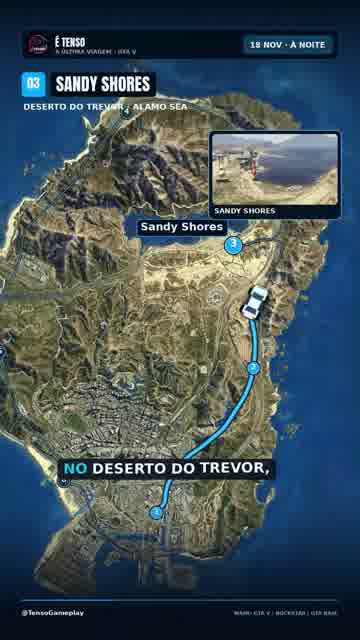 É TENSO
A ÚLTIMA VIAGEM · GTA V
18 NOV · À NOITE
03 SANDY SHORES
DESERTO DO TREVOR · ALAMO SEA
SANDY SHORES
Sandy Shores
3
2
1
NO DESERTO DO TREVOR,
@TensoGameplay
MAPA: GTA V | ROCKSTAR | GTA BASE